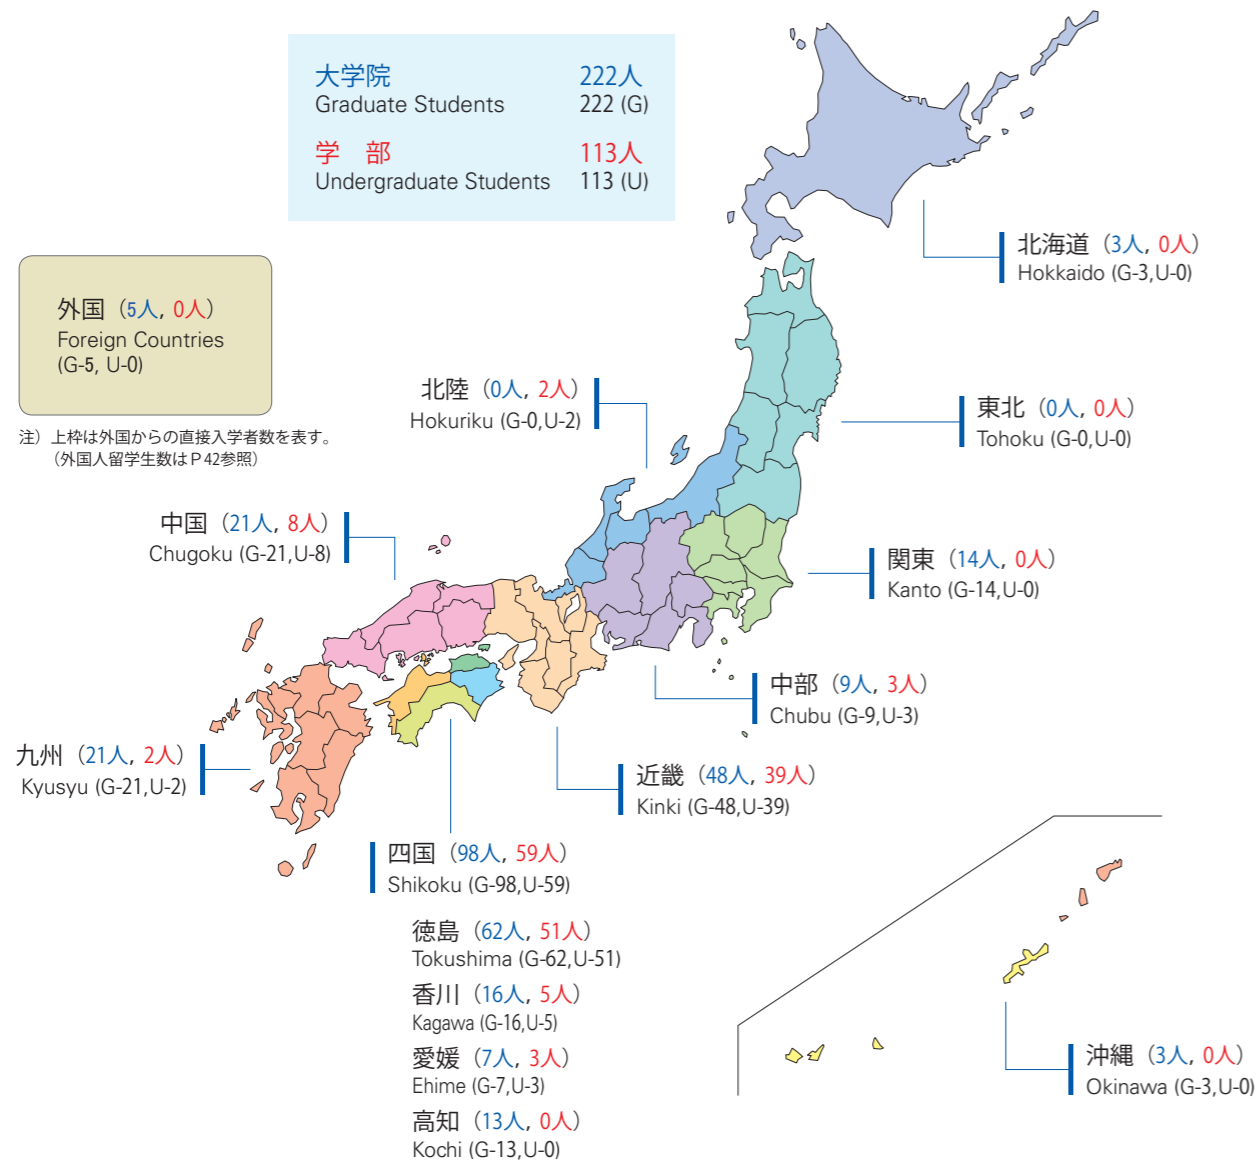 大学院 222人
Graduate Students 222 (G)
学 部 113人
Undergraduate Students 113 (U)
北海道（3人, 0人）
Hokkaido (G-3,U-0)
外国（5人, 0人）
Foreign Countries
(G-5, U-0)
注）上枠は外国からの直接入学者数を表す。
（外国人留学生数はP42参照）
北陸（0人, 2人）
Hokuriku (G-0,U-2)
東北（0人, 0人）
Tohoku (G-0,U-0)
中国（21人, 8人）
Chugoku (G-21,U-8)
関東（14人, 0人）
Kanto (G-14,U-0)
中部（9人, 3人）
Chubu (G-9,U-3)
九州（21人, 2人）
Kyusyu (G-21,U-2)
近畿（48人, 39人）
Kinki (G-48,U-39)
四国（98人, 59人）
Shikoku (G-98,U-59)
徳島（62人, 51人）
Tokushima (G-62,U-51)
香川（16人, 5人）
Kagawa (G-16,U-5)
愛媛（7人, 3人）
Ehime (G-7,U-3)
高知（13人, 0人）
Kochi (G-13,U-0)
沖縄（3人, 0人）
Okinawa (G-3,U-0)